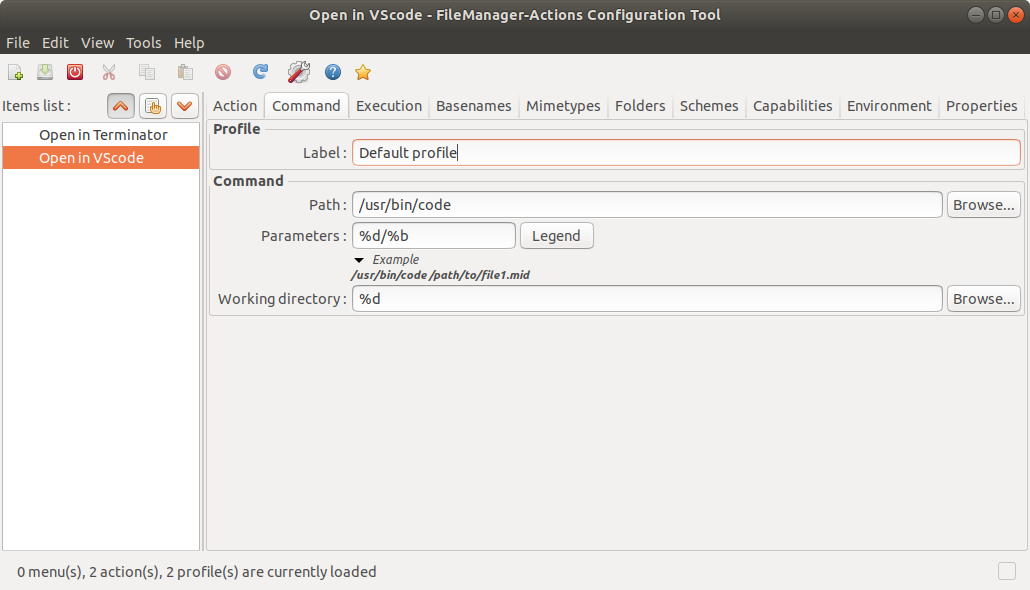 Open in VScode - FileManager-Actions Configuration Tool
File Edit View Tools Help
Items list :
Action Command Execution Basenames Mimetypes Folders Schemes Capabilities Environment Properties
Open in Terminator
Open in VScode
Profile
Label : Default profile
Command
Path : /usr/bin/code Browse...
Parameters : %d/%b Legend
Example
/usr/bin/code /path/to/file1.mid
Working directory : %d Browse...
0 menu(s), 2 action(s), 2 profile(s) are currently loaded